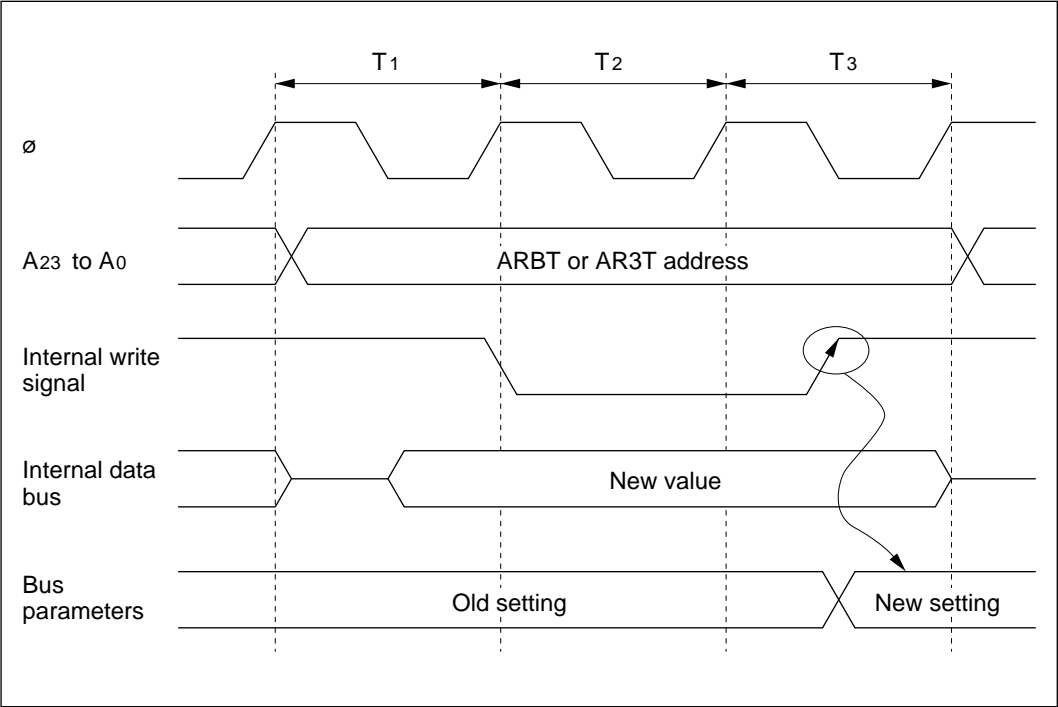 T1 T2 T3
ø
A23 to A0
ARBT or AR3T address
Internal write
signal
Internal data
bus
New value
Bus
parameters
Old setting
New setting